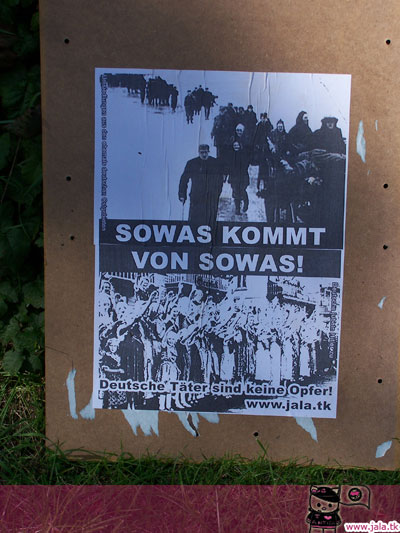 SOWAS KOMMT
VON SOWAS!
Deutsche Täter sind keine Opfer!
www.jala.tk
www.jala.tk